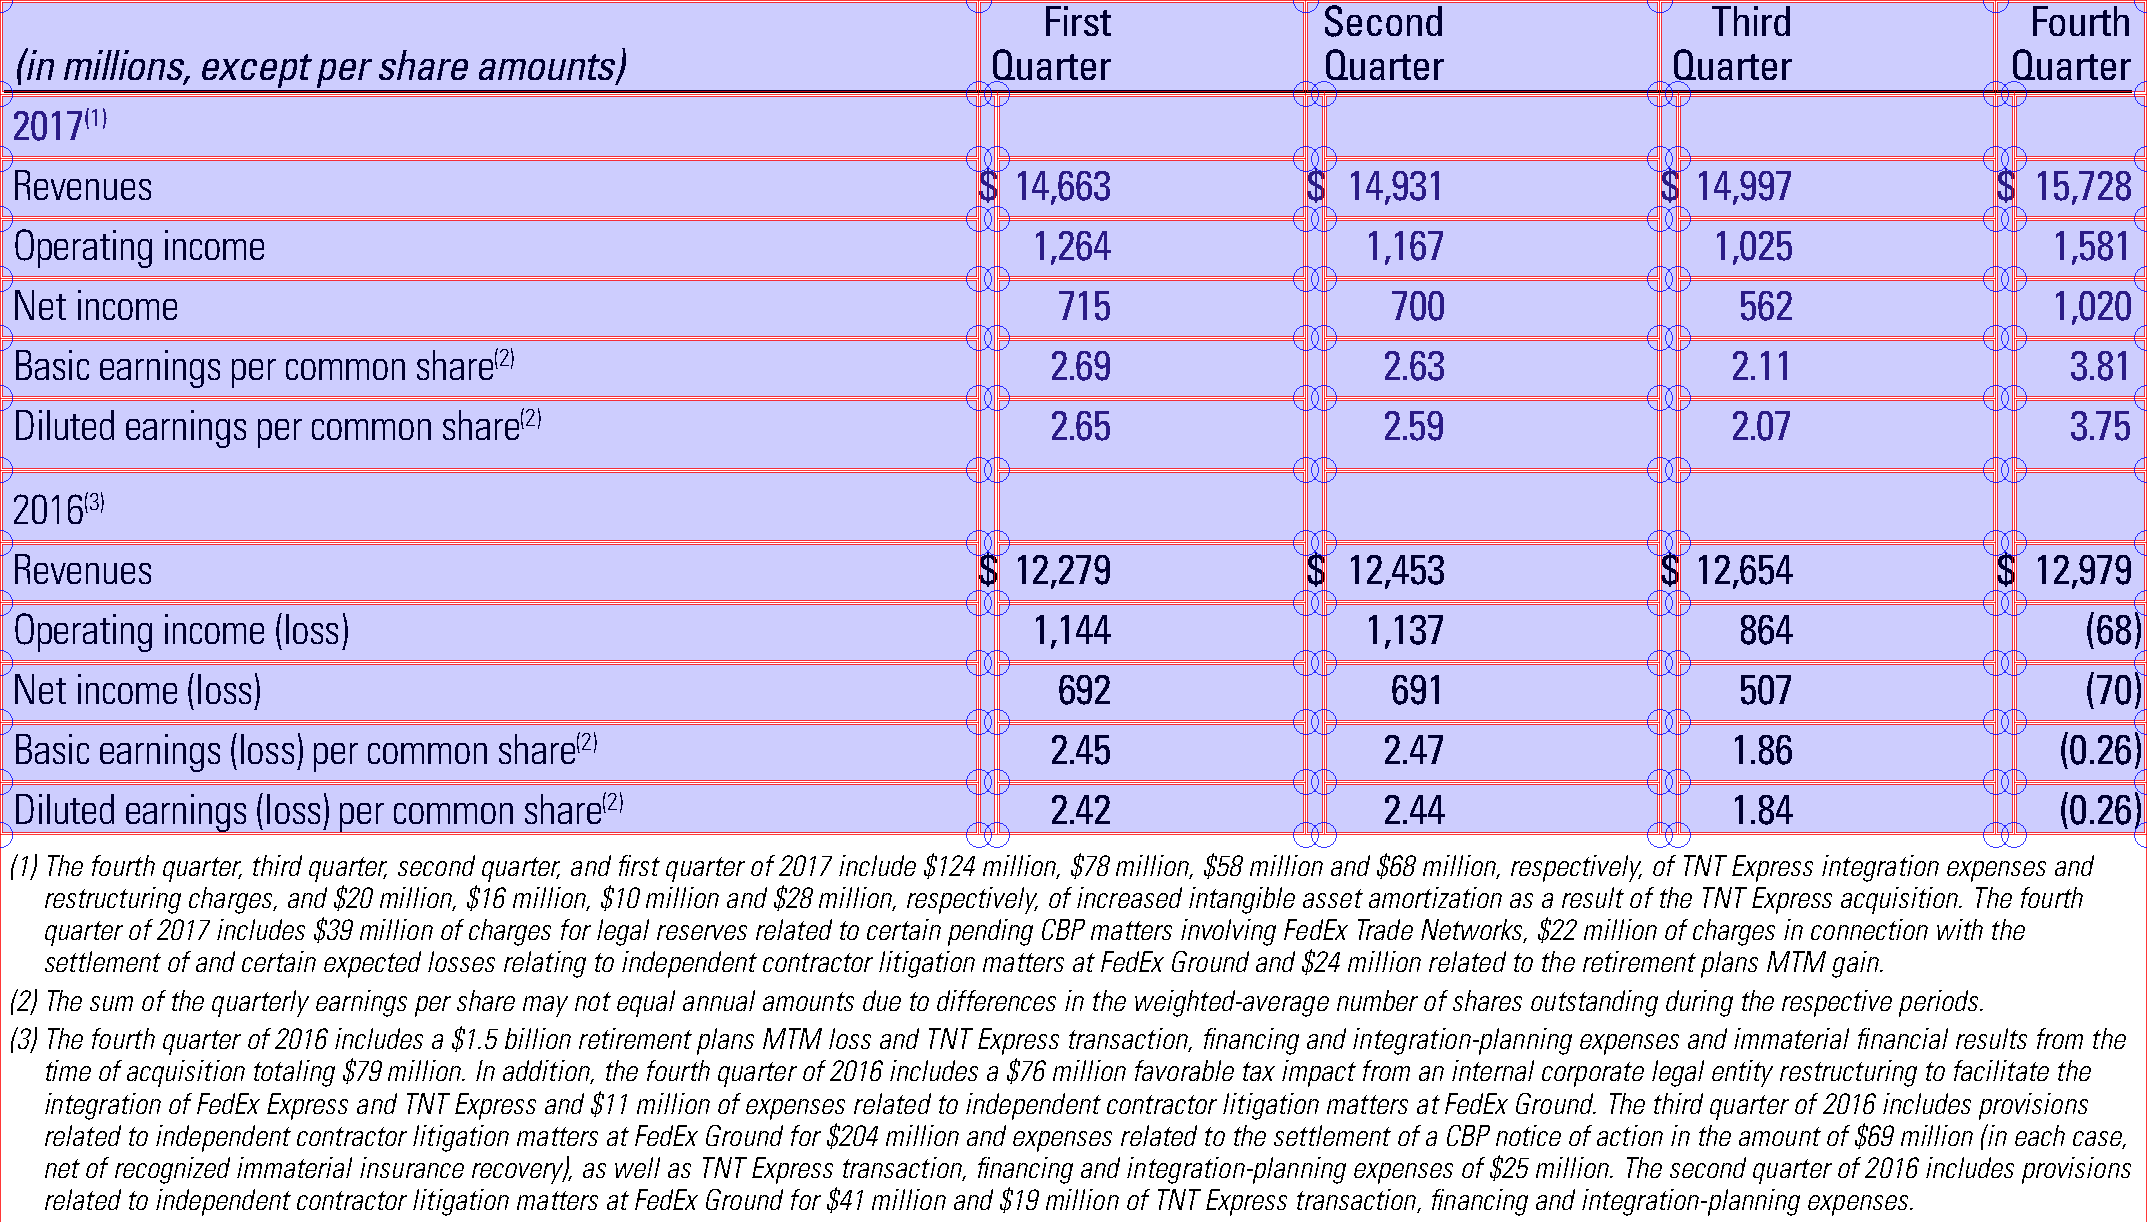 First Second Third Fourth
(in millions, except per share amounts) Quarter Quarter Quarter Quarter
2017(1)
Revenues $ 14,663 $ 14,931 $ 14,997 $ 15,728
Operating income 1,264 1,167 1,025 1,581
Net income 715 700 562 1,020
Basic earnings per common share(2) 2.69 2.63 2.11 3.81
Diluted earnings per common share(2) 2.65 2.59 2.07 3.75
2016(3)
Revenues $ 12,279 $ 12,453 $ 12,654 $ 12,979
Operating income (loss) 1,144 1,137 864 (68)
Net income (loss) 692 691 507 (70)
Basic earnings (loss) per common share(2) 2.45 2.47 1.86 (0.26)
Diluted earnings (loss) per common share(2) 2.42 2.44 1.84 (0.26)
(1) The fourth quarter, third quarter, second quarter, and first quarter of 2017 include $124 million, $78 million, $58 million and $68 million, respectively, of TNT Express integration expenses and
restructuring charges, and $20 million, $16 million, $10 million and $28 million, respectively, of increased intangible asset amortization as a result of the TNT Express acquisition. The fourth
quarter of 2017 includes $39 million of charges for legal reserves related to certain pending CBP matters involving FedEx Trade Networks, $22 million of charges in connection with the
settlement of and certain expected losses relating to independent contractor litigation matters at FedEx Ground and $24 million related to the retirement plans MTM gain.
(2) The sum of the quarterly earnings per share may not equal annual amounts due to differences in the weighted-average number of shares outstanding during the respective periods.
(3) The fourth quarter of 2016 includes a $1.5 billion retirement plans MTM loss and TNT Express transaction, financing and integration-planning expenses and immaterial financial results from the
time of acquisition totaling $79 million. In addition, the fourth quarter of 2016 includes a $76 million favorable tax impact from an internal corporate legal entity restructuring to facilitate the
integration of FedEx Express and TNT Express and $11 million of expenses related to independent contractor litigation matters at FedEx Ground. The third quarter of 2016 includes provisions
related to independent contractor litigation matters at FedEx Ground for $204 million and expenses related to the settlement of a CBP notice of action in the amount of $69 million (in each case,
net of recognized immaterial insurance recovery), as well as TNT Express transaction, financing and integration-planning expenses of $25 million. The second quarter of 2016 includes provisions
related to independent contractor litigation matters at FedEx Ground for $41 million and $19 million of TNT Express transaction, financing and integration-planning expenses.